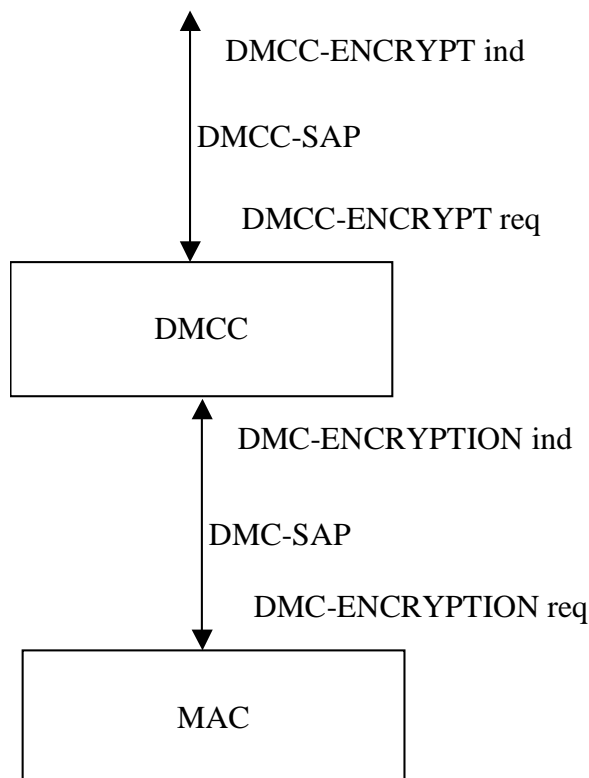 DMCC-ENCRYPT ind
DMCC-SAP
DMCC-ENCRYPT req
DMCC
DMC-ENCRYPTION ind
DMC-SAP
DMC-ENCRYPTION req
MAC